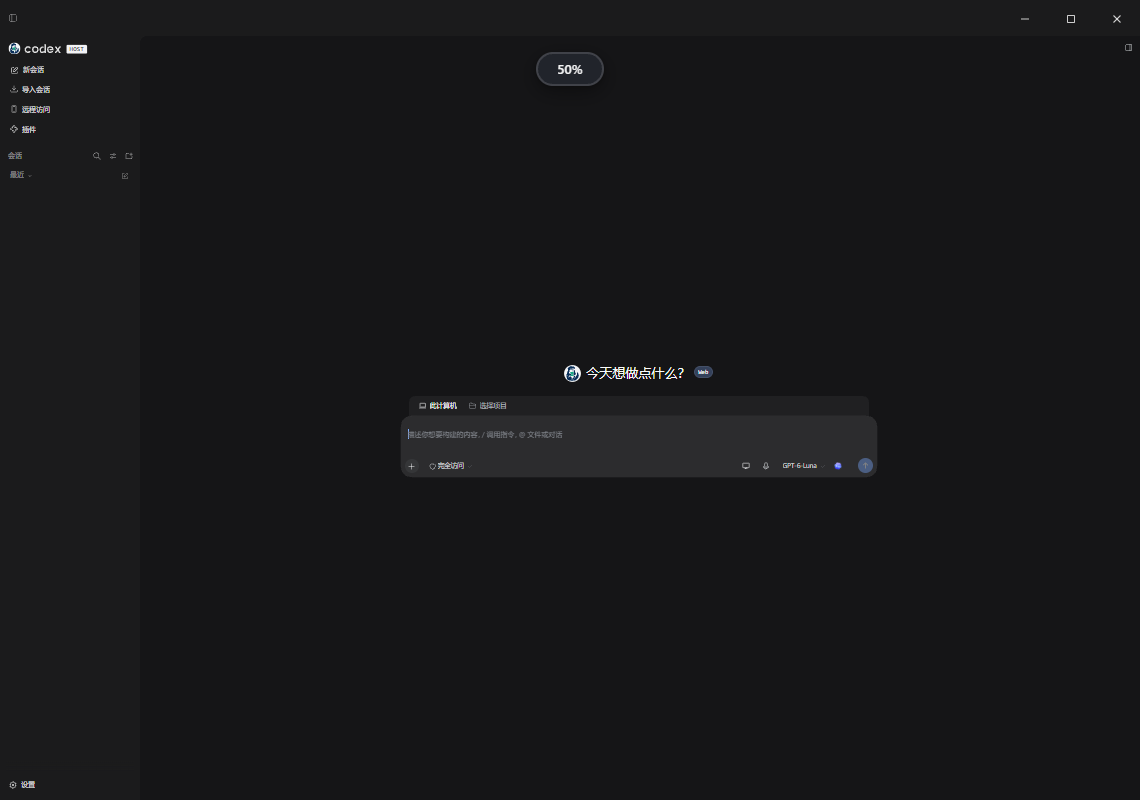 codex HOST
新会话
导入会话
远程访问
插件
会话
最近
50%
今天想做点什么? Web
此计算机 选择项目
描述你想要构建的内容, / 调用指令, @ 文件或对话
完全访问 GPT-6-Luna
设置